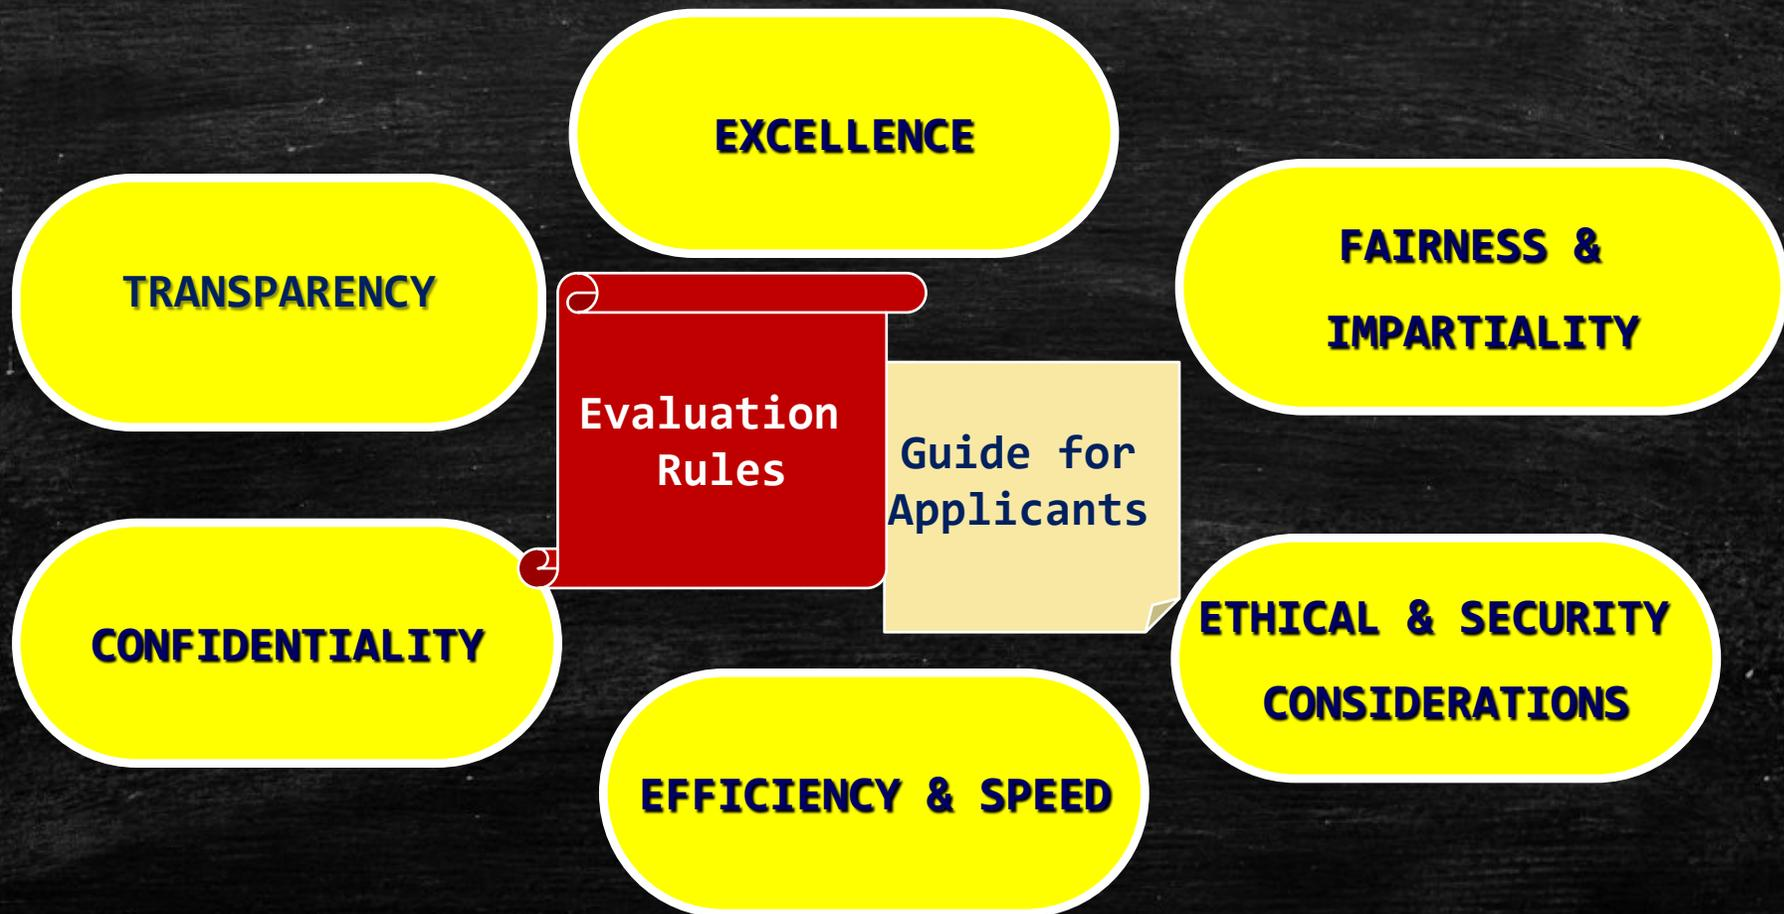 EXCELLENCE
FAIRNESS &
IMPARTIALITY
TRANSPARENCY
Evaluation
Rules
Guide for
Applicants
ETHICAL & SECURITY
CONSIDERATIONS
CONFIDENTIALITY
EFFICIENCY & SPEED